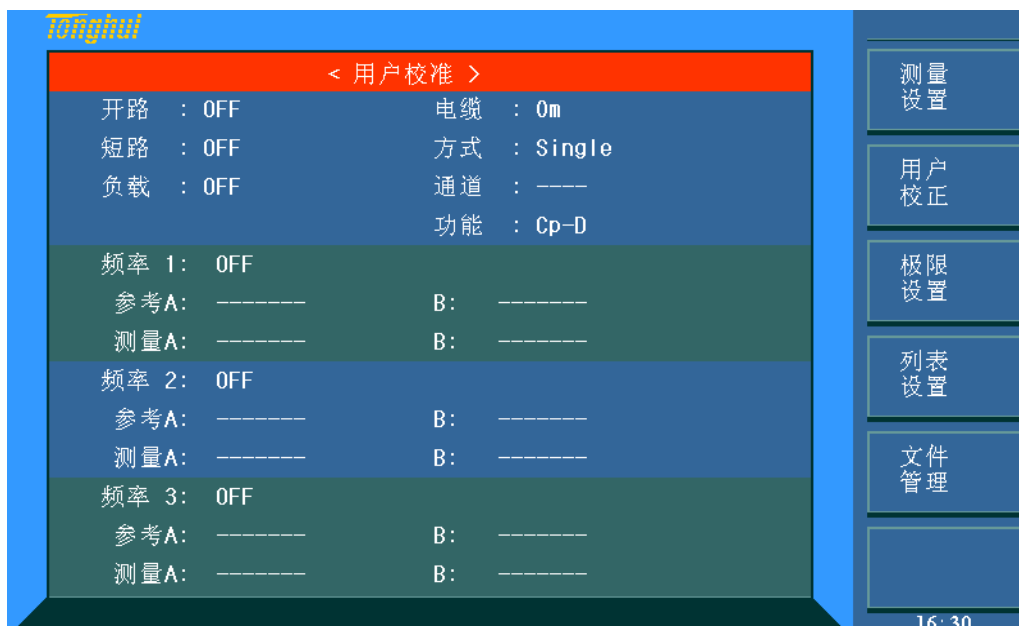 Tonghui
< 用户校准 >
开路 : OFF 电缆 : 0m
短路 : OFF 方式 : Single
负载 : OFF 通道 : ----
功能 : Cp-D
频率 1: OFF
参考A: ------- B: -------
测量A: ------- B: -------
频率 2: OFF
参考A: ------- B: -------
测量A: ------- B: -------
频率 3: OFF
参考A: ------- B: -------
测量A: ------- B: -------
测量
设置
用户
校正
极限
设置
列表
设置
文件
管理
16:30